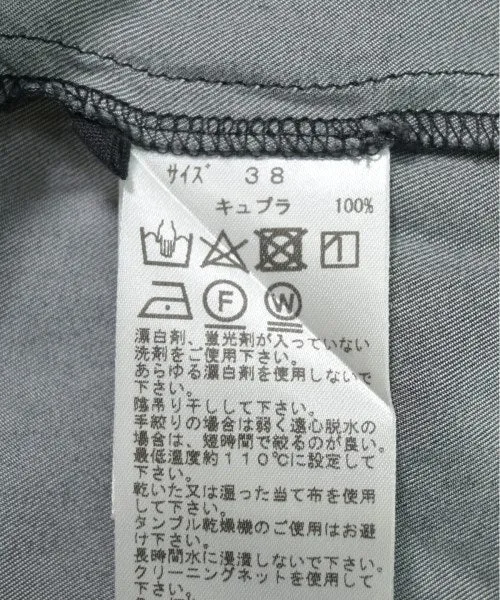 サイズ 38
キュプラ 100%
F W
漂白剤、蛍光剤が入っていない
洗剤をご使用下さい。
あらゆる漂白剤を使用しないで
下さい。
陰吊り干しして下さい。
手絞りの場合は弱く遠心脱水の
場合は、短時間で絞るのが良い。
最低温度約110℃に設定して
下さい。
乾いた又は湿った当て布を使用
して下さい。
タンブル乾燥機のご使用はお避
け下さい。
長時間水に浸漬しないで下さい。
クリーニングネットを使用して
下さい。